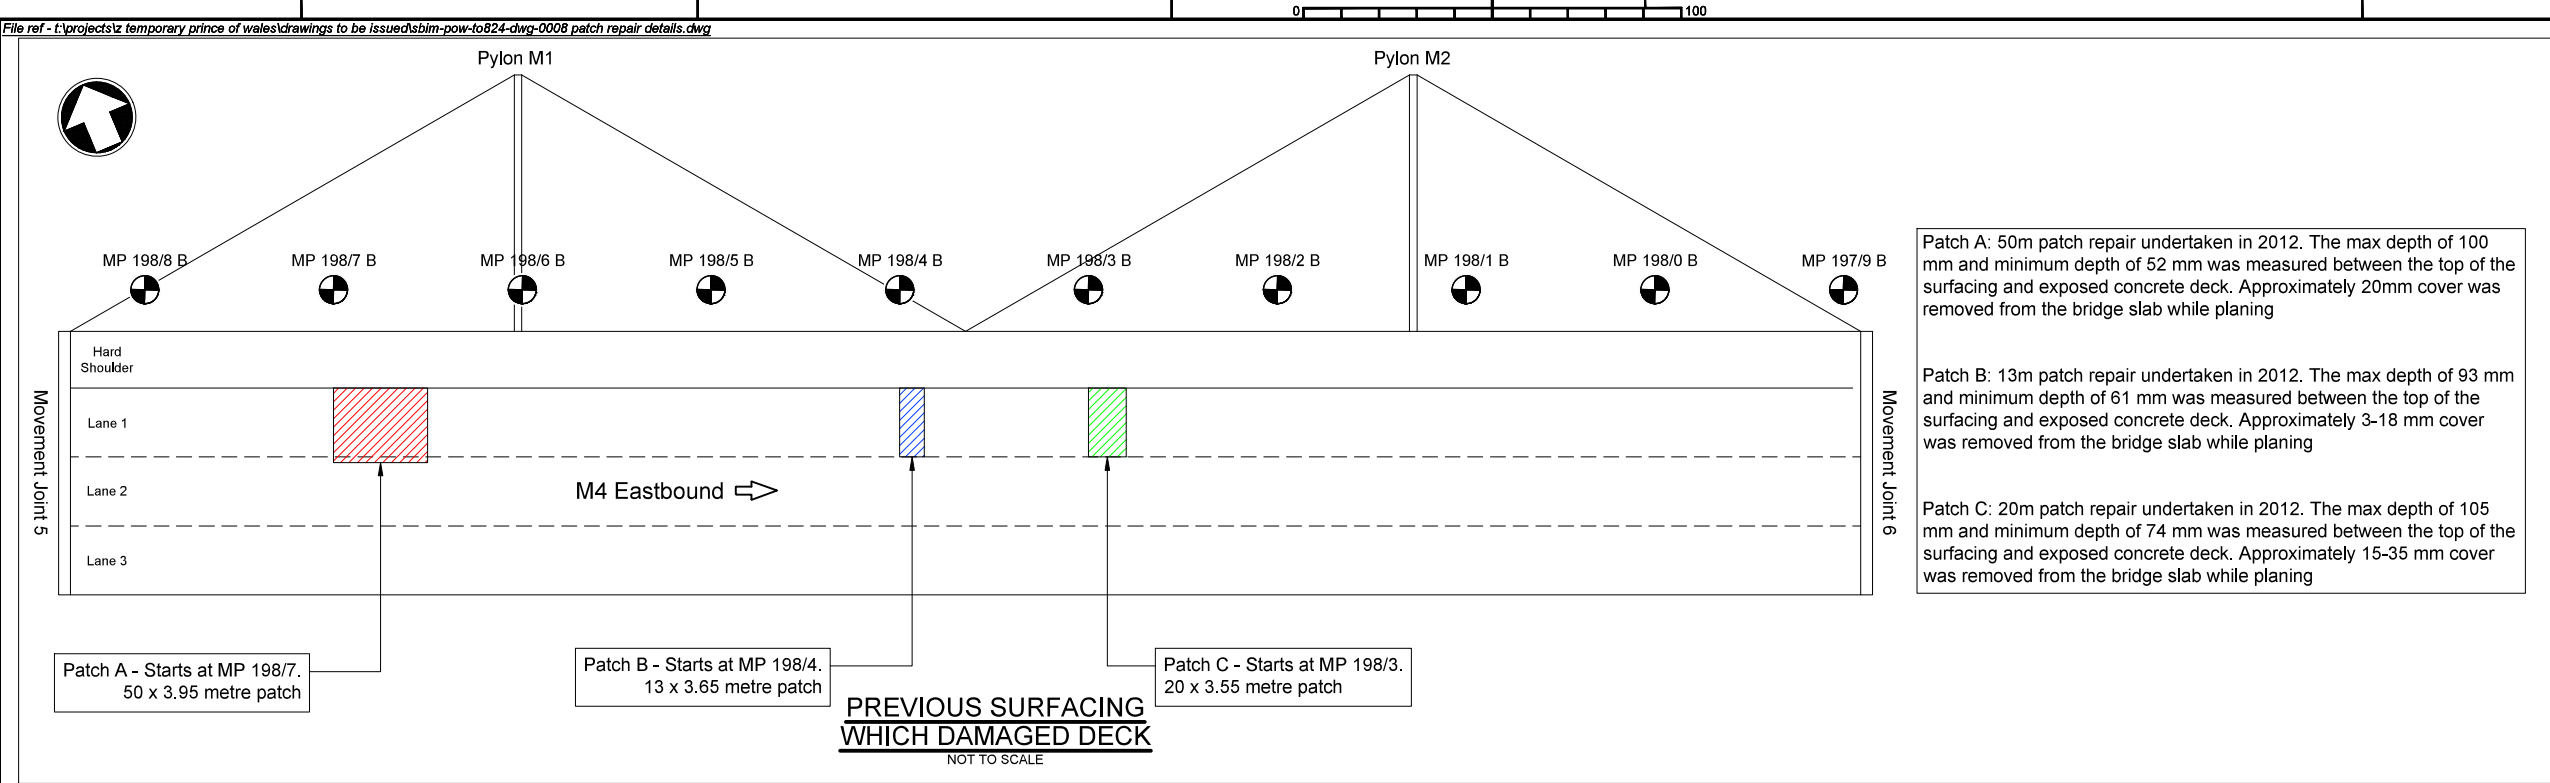 0 100
File ref - t:\projects\z temporary prince of wales\drawings to be issued\sbim-pow-to824-dwg-0008 patch repair details.dwg
Pylon M1
Pylon M2
MP 198/8 B
MP 198/7 B
MP 198/6 B
MP 198/5 B
MP 198/4 B
MP 198/3 B
MP 198/2 B
MP 198/1 B
MP 198/0 B
MP 197/9 B
Hard
Shoulder
Lane 1
Lane 2
Lane 3
M4 Eastbound
Movement Joint 5
Movement Joint 6
Patch A: 50m patch repair undertaken in 2012. The max depth of 100
mm and minimum depth of 52 mm was measured between the top of the
surfacing and exposed concrete deck. Approximately 20mm cover was
removed from the bridge slab while planing
Patch B: 13m patch repair undertaken in 2012. The max depth of 93 mm
and minimum depth of 61 mm was measured between the top of the
surfacing and exposed concrete deck. Approximately 3-18 mm cover
was removed from the bridge slab while planing
Patch C: 20m patch repair undertaken in 2012. The max depth of 105
mm and minimum depth of 74 mm was measured between the top of the
surfacing and exposed concrete deck. Approximately 15-35 mm cover
was removed from the bridge slab while planing
Patch A - Starts at MP 198/7.
50 x 3.95 metre patch
Patch B - Starts at MP 198/4.
13 x 3.65 metre patch
Patch C - Starts at MP 198/3.
20 x 3.55 metre patch
PREVIOUS SURFACING
WHICH DAMAGED DECK
NOT TO SCALE